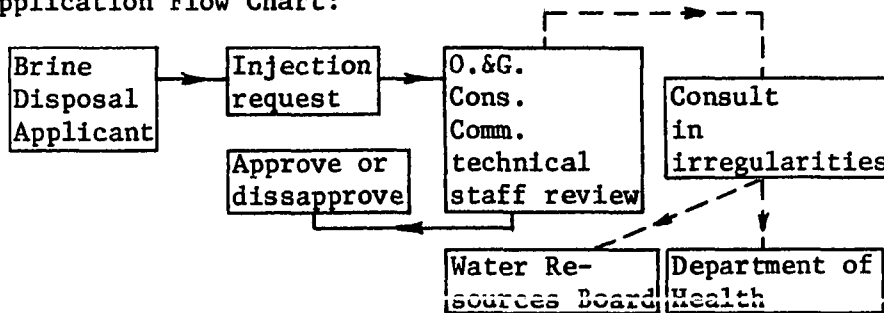 Application Flow Chart:
Brine
Disposal
Applicant
Injection
request
O.&G.
Cons.
Comm.
technical
staff review
Consult
in
irregularities
Approve or
dissapprove
Water Re-
sources Board
Department of
Health